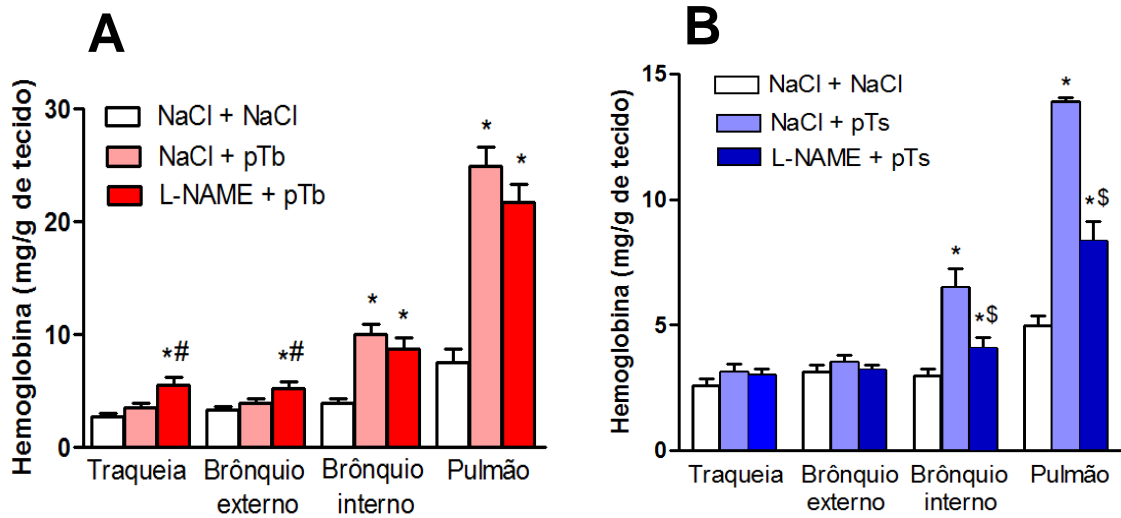 A
Hemoglobina (mg/g de tecido)
30
20
10
0
NaCl + NaCl
NaCl + pTb
L-NAME + pTb
*#
*#
*
*
*
*
Traqueia
Brônquio
externo
Brônquio
interno
Pulmão
B
Hemoglobina (mg/g de tecido)
15
10
5
0
NaCl + NaCl
NaCl + pTs
L-NAME + pTs
*
*$
*
*$
Traqueia
Brônquio
externo
Brônquio
interno
Pulmão